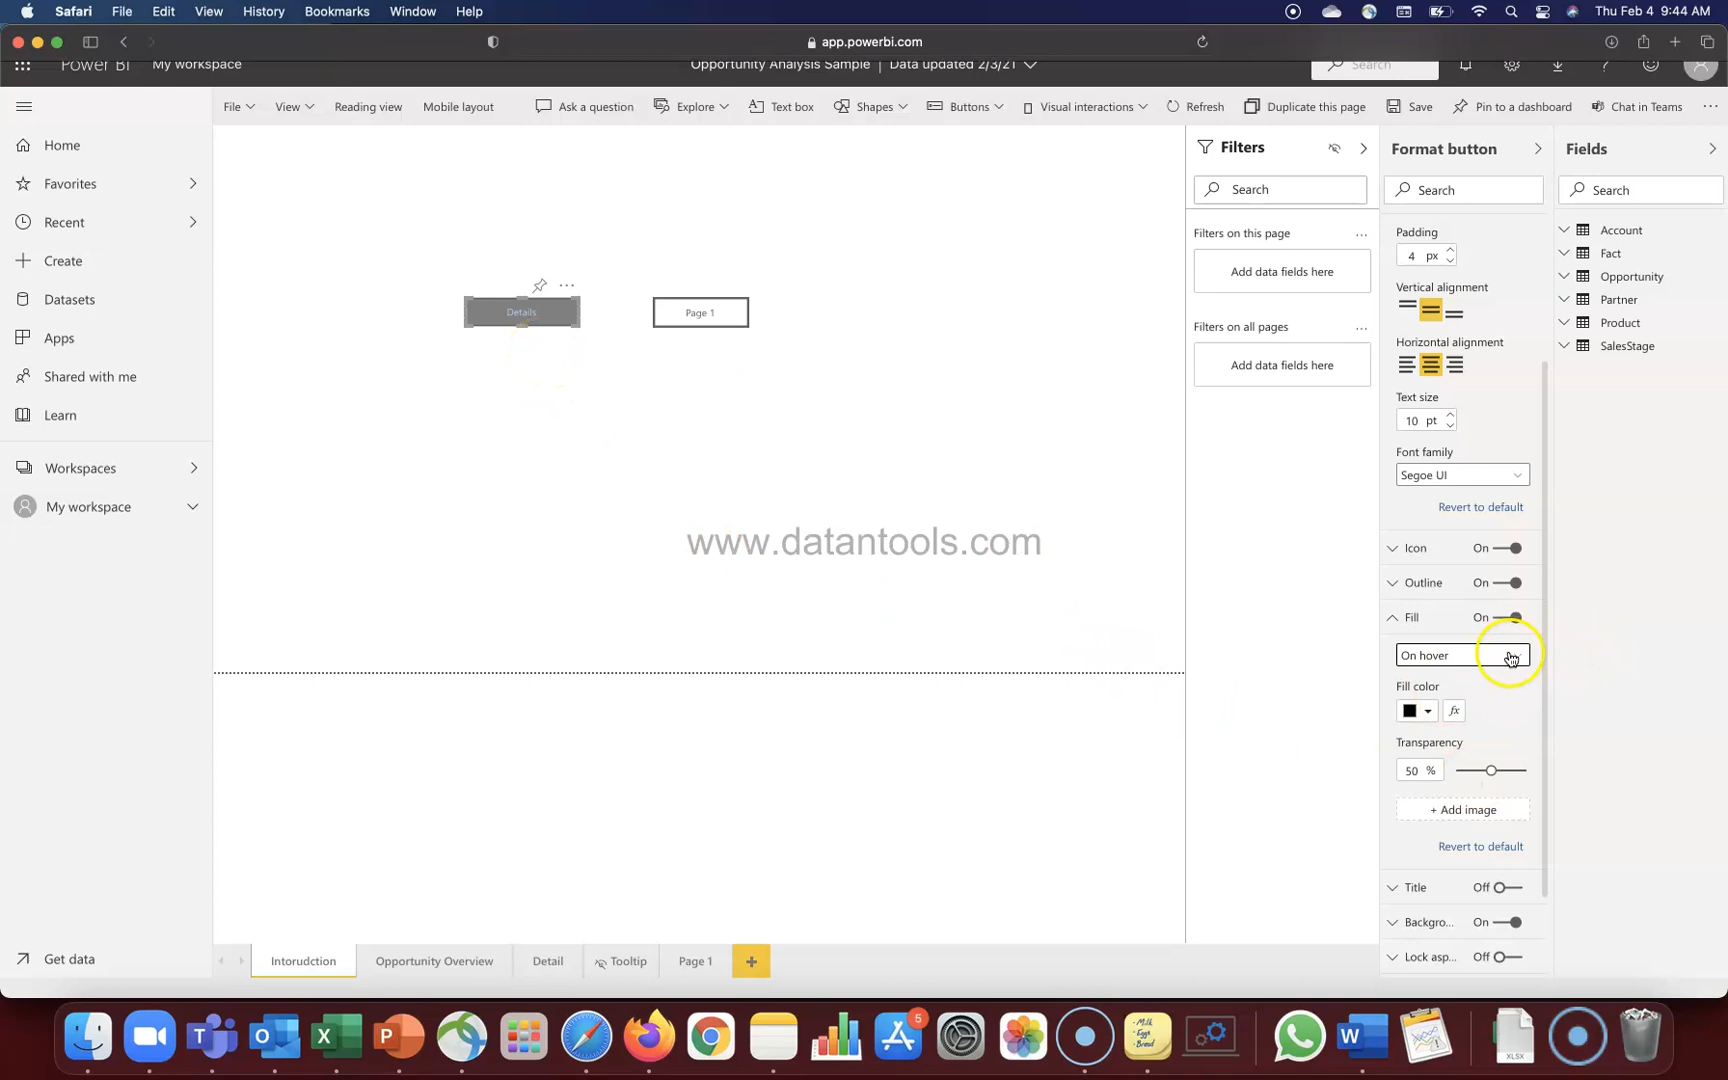 Safari File Edit View History Bookmarks Window Help Thu Feb 4 9:44 AM
app.powerbi.com
Power BI My workspace Opportunity Analysis Sample | Data updated 2/3/21 Search
File View Reading view Mobile layout Ask a question Explore Text box Shapes Buttons Visual interactions Refresh Duplicate this page Save Pin to a dashboard Chat in Teams ...
Home
Favorites
Recent
Create
Datasets
Apps
Shared with me
Learn
Workspaces
My workspace
Get data
Details
Page 1
www.datantools.com
Filters
Search
Filters on this page ...
Add data fields here
Filters on all pages ...
Add data fields here
Format button
Search
Padding
4 px
Vertical alignment
Horizontal alignment
Text size
10 pt
Font family
Segoe UI
Revert to default
Icon On
Outline On
Fill On
On hover
Fill color
fx
Transparency
50 %
+ Add image
Revert to default
Title Off
Backgro... On
Lock asp... Off
Fields
Search
Account
Fact
Opportunity
Partner
Product
SalesStage
Intorudction Opportunity Overview Detail Tooltip Page 1 +
5
Milk
Eggs
Bread
XLSX